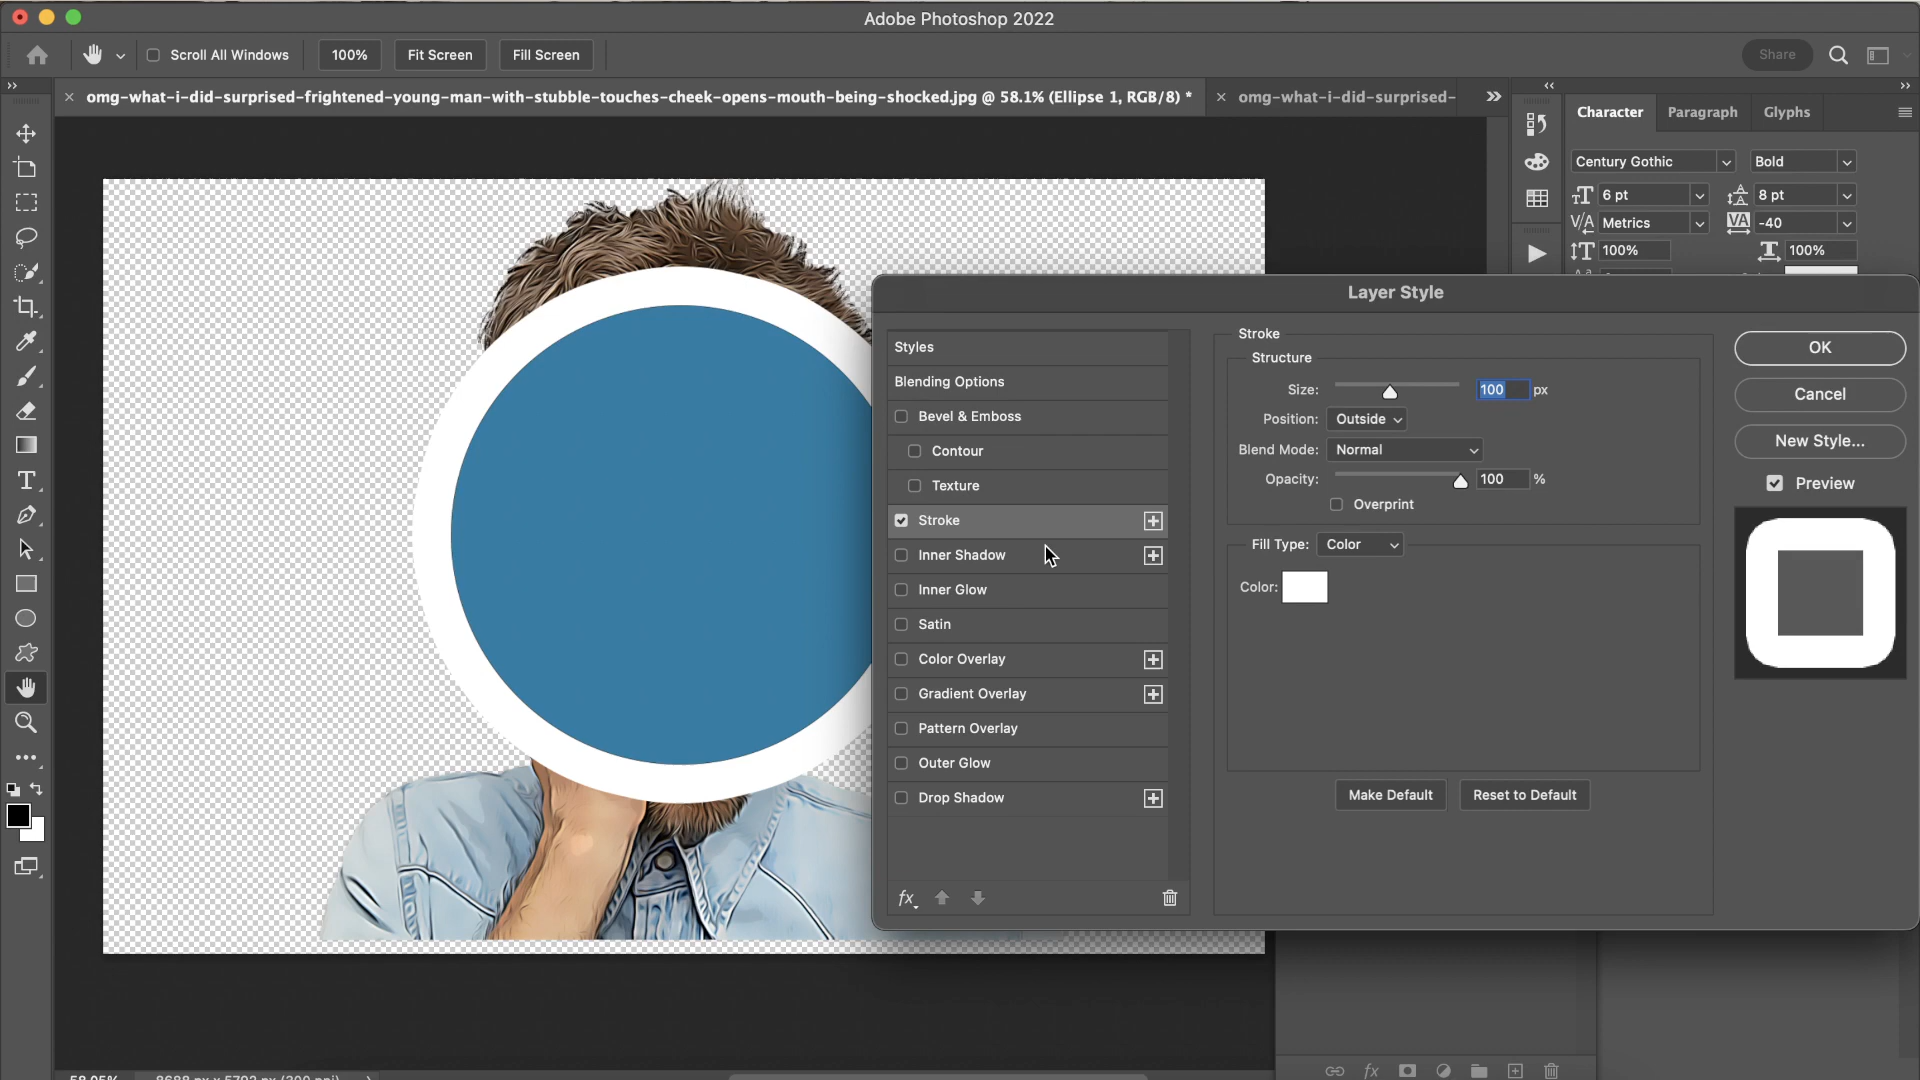 Adobe Photoshop 2022
Scroll All Windows 100% Fit Screen Fill Screen Share
omg-what-i-did-surprised-frightened-young-man-with-stubble-touches-cheek-opens-mouth-being-shocked.jpg @ 58.1% (Ellipse 1, RGB/8) * omg-what-i-did-surprised-
Character Paragraph Glyphs
Century Gothic Bold
6 pt 8 pt
Metrics -40
100% 100%
Layer Style
Styles
Blending Options
Bevel & Emboss
Contour
Texture
Stroke
Inner Shadow
Inner Glow
Satin
Color Overlay
Gradient Overlay
Pattern Overlay
Outer Glow
Drop Shadow
fx
Stroke
Structure
Size: 100 px
Position: Outside
Blend Mode: Normal
Opacity: 100 %
Overprint
Fill Type: Color
Color:
Make Default Reset to Default
OK
Cancel
New Style...
Preview
fx